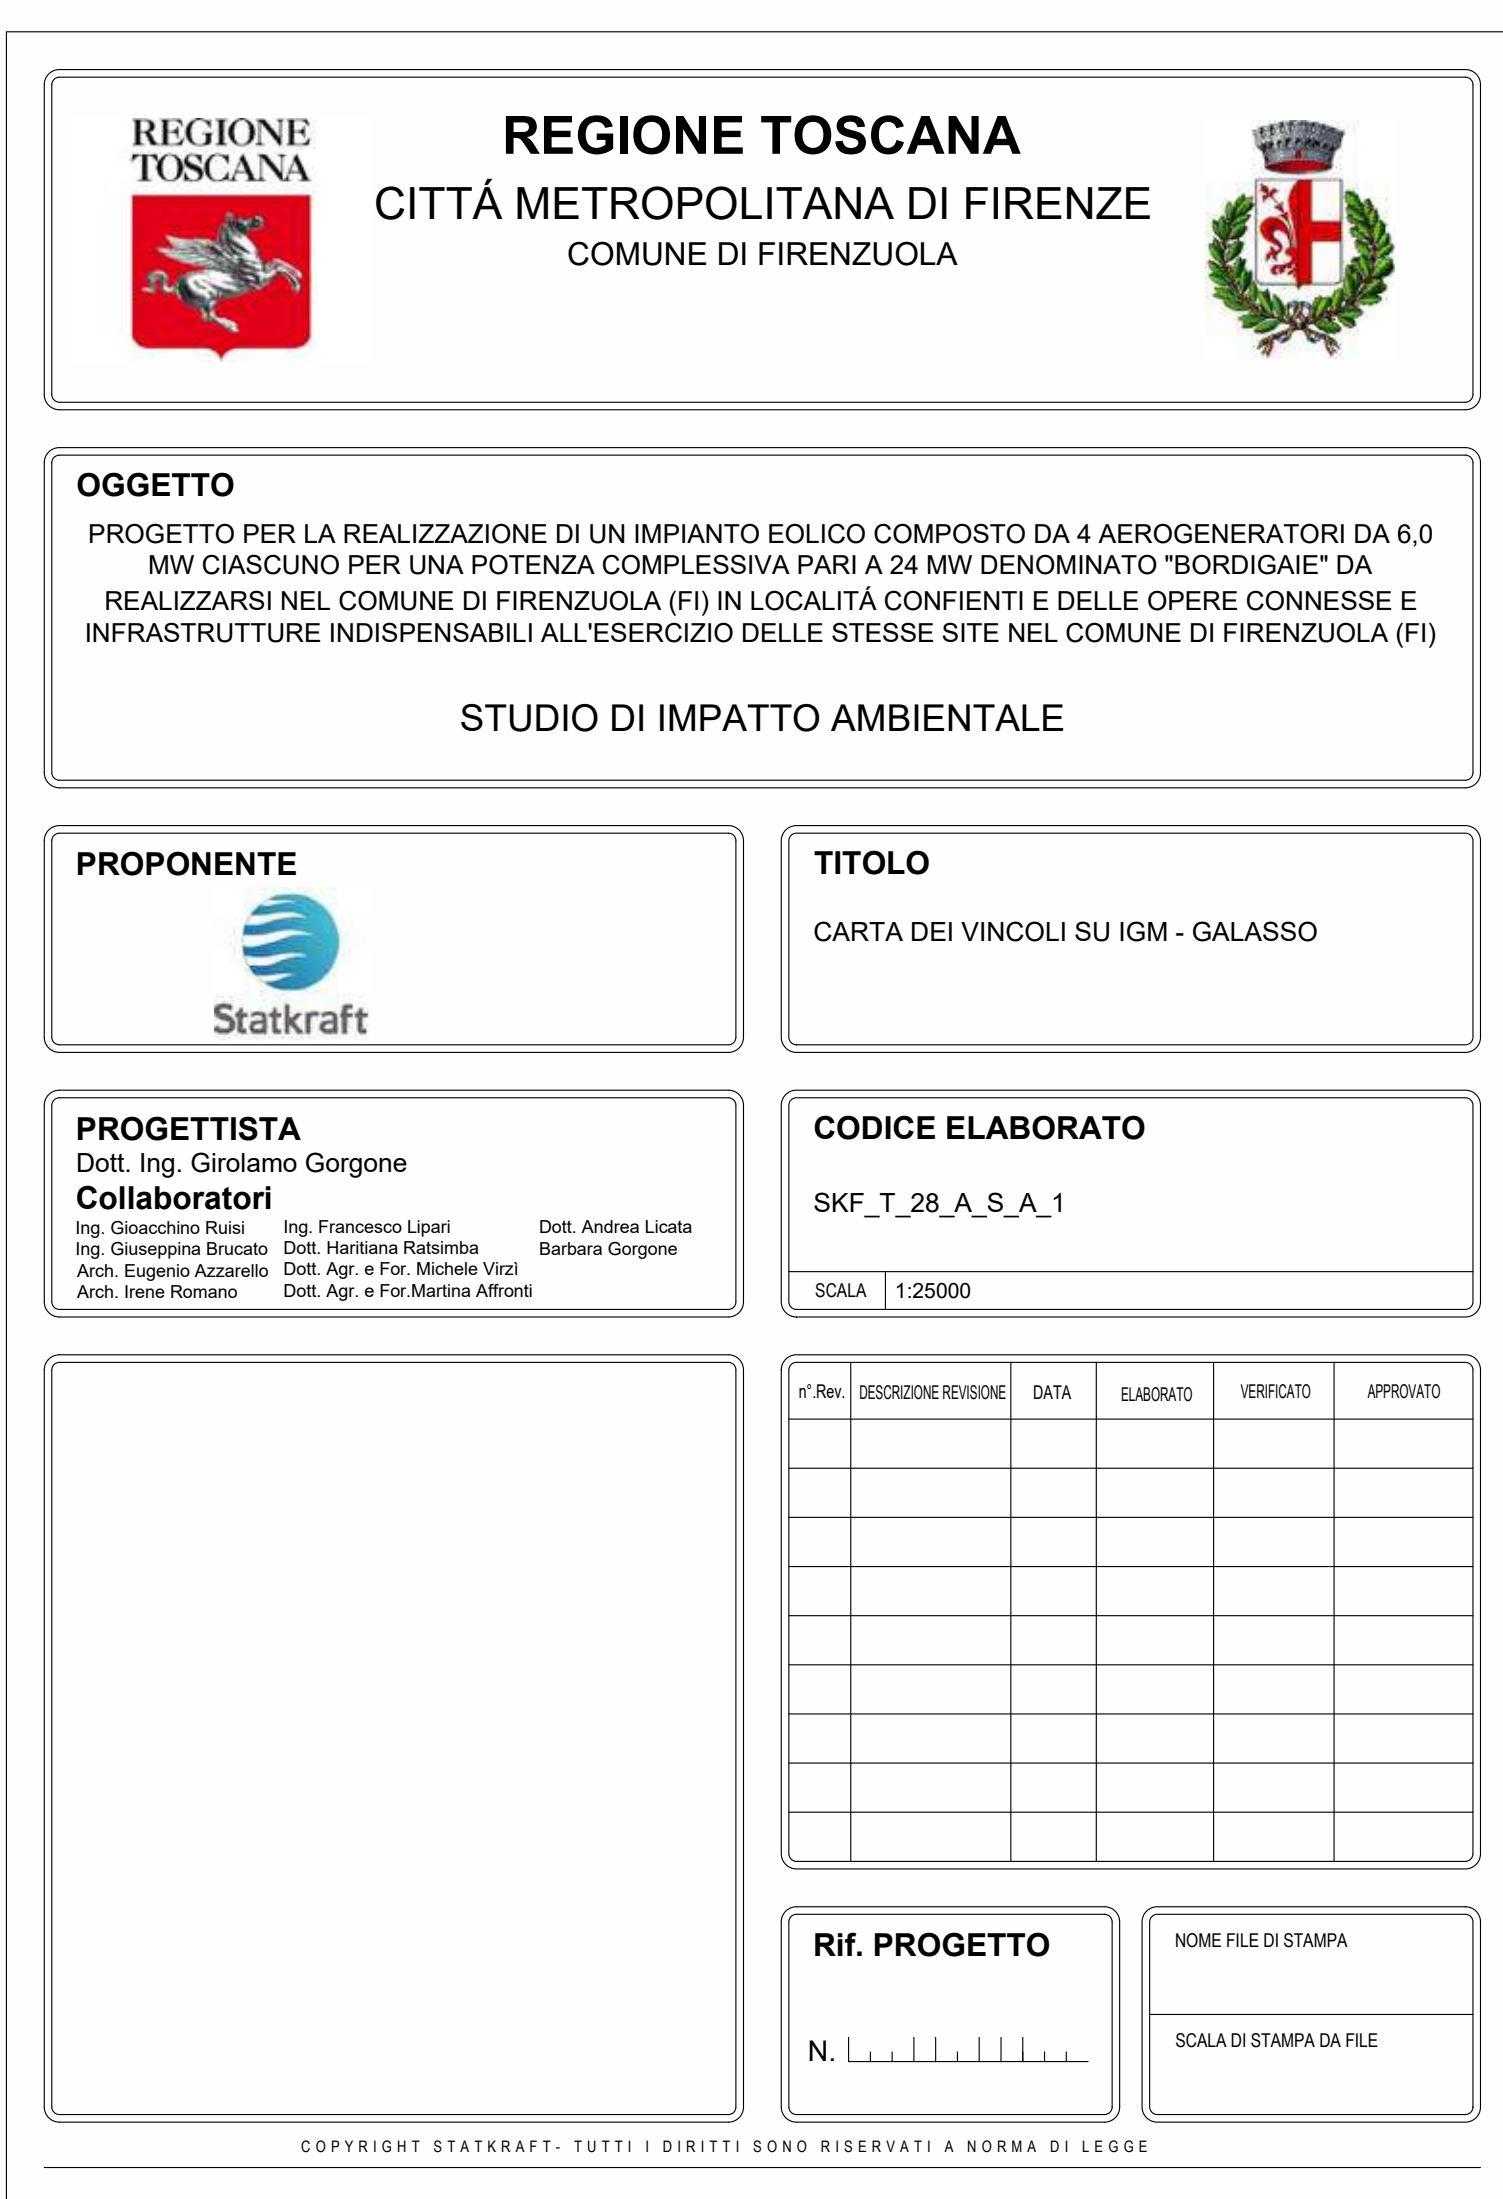 REGIONE
TOSCANA
REGIONE TOSCANA
CITTÁ METROPOLITANA DI FIRENZE
COMUNE DI FIRENZUOLA
OGGETTO
PROGETTO PER LA REALIZZAZIONE DI UN IMPIANTO EOLICO COMPOSTO DA 4 AEROGENERATORI DA 6,0
MW CIASCUNO PER UNA POTENZA COMPLESSIVA PARI A 24 MW DENOMINATO "BORDIGAIE" DA
REALIZZARSI NEL COMUNE DI FIRENZUOLA (FI) IN LOCALITÁ CONFIENTI E DELLE OPERE CONNESSE E
INFRASTRUTTURE INDISPENSABILI ALL'ESERCIZIO DELLE STESSE SITE NEL COMUNE DI FIRENZUOLA (FI)
STUDIO DI IMPATTO AMBIENTALE
PROPONENTE
Statkraft
TITOLO
CARTA DEI VINCOLI SU IGM - GALASSO
PROGETTISTA
Dott. Ing. Girolamo Gorgone
Collaboratori
Ing. Gioacchino Ruisi Ing. Francesco Lipari Dott. Andrea Licata
Ing. Giuseppina Brucato Dott. Haritiana Ratsimba Barbara Gorgone
Arch. Eugenio Azzarello Dott. Agr. e For. Michele Virzì
Arch. Irene Romano Dott. Agr. e For.Martina Affronti
CODICE ELABORATO
SKF_T_28_A_S_A_1
SCALA 1:25000
n°.Rev. DESCRIZIONE REVISIONE DATA ELABORATO VERIFICATO APPROVATO
Rif. PROGETTO
N.
NOME FILE DI STAMPA
SCALA DI STAMPA DA FILE
COPYRIGHT STATKRAFT- TUTTI I DIRITTI SONO RISERVATI A NORMA DI LEGGE